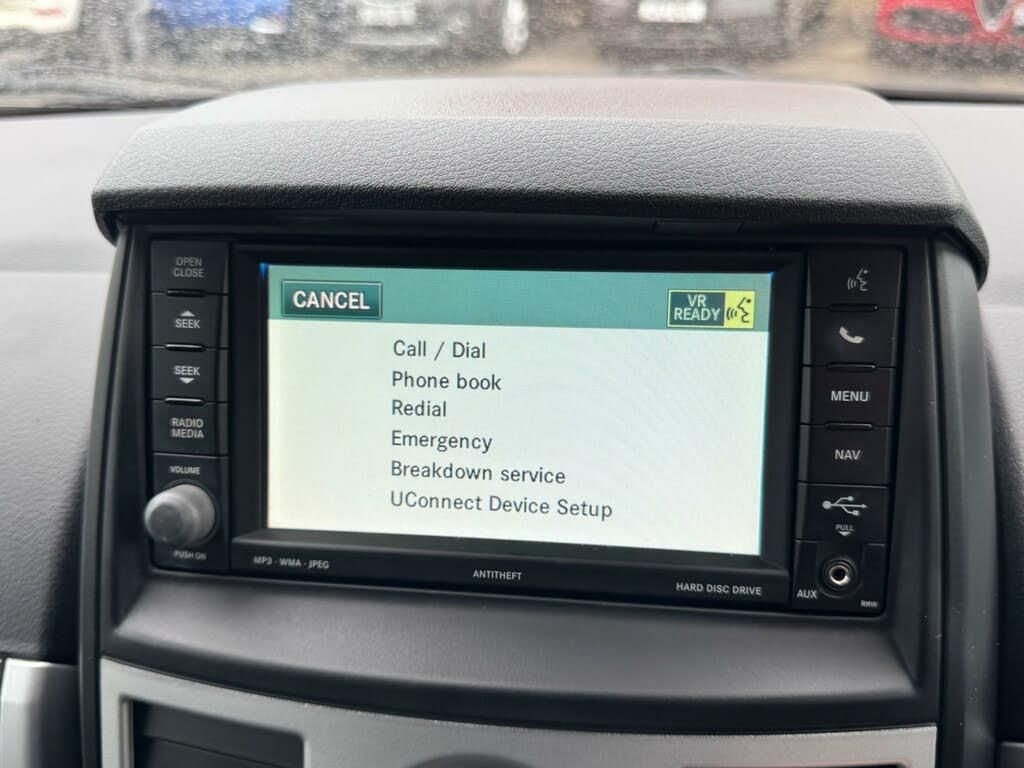 OPEN
CLOSE
SEEK
SEEK
RADIO
MEDIA
VOLUME
PUSH ON
CANCEL
VR
READY
Call / Dial
Phone book
Redial
Emergency
Breakdown service
UConnect Device Setup
MP3 - WMA - JPEG
ANTITHEFT
HARD DISC DRIVE
MENU
NAV
PULL
AUX
RHW